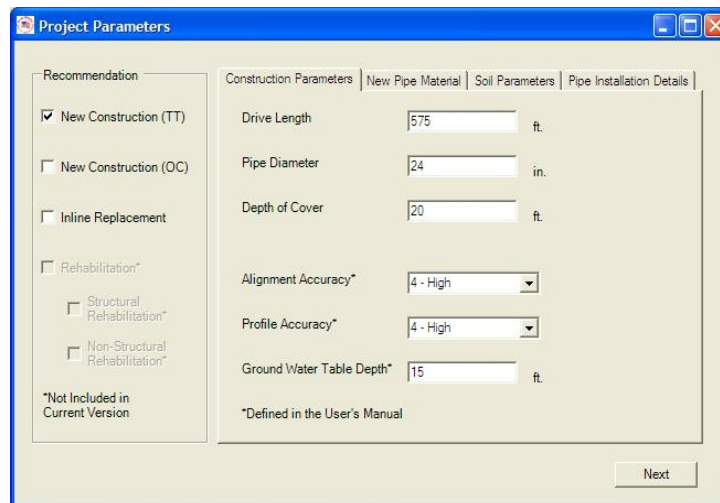 Project Parameters
Recommendation
New Construction (TT)
New Construction (OC)
Inline Replacement
Rehabilitation*
Structural
Rehabilitation*
Non-Structural
Rehabilitation*
*Not Included in
Current Version
Construction Parameters New Pipe Material Soil Parameters Pipe Installation Details
Drive Length 575 ft.
Pipe Diameter 24 in.
Depth of Cover 20 ft.
Alignment Accuracy* 4 - High
Profile Accuracy* 4 - High
Ground Water Table Depth* 15 ft.
*Defined in the User's Manual
Next